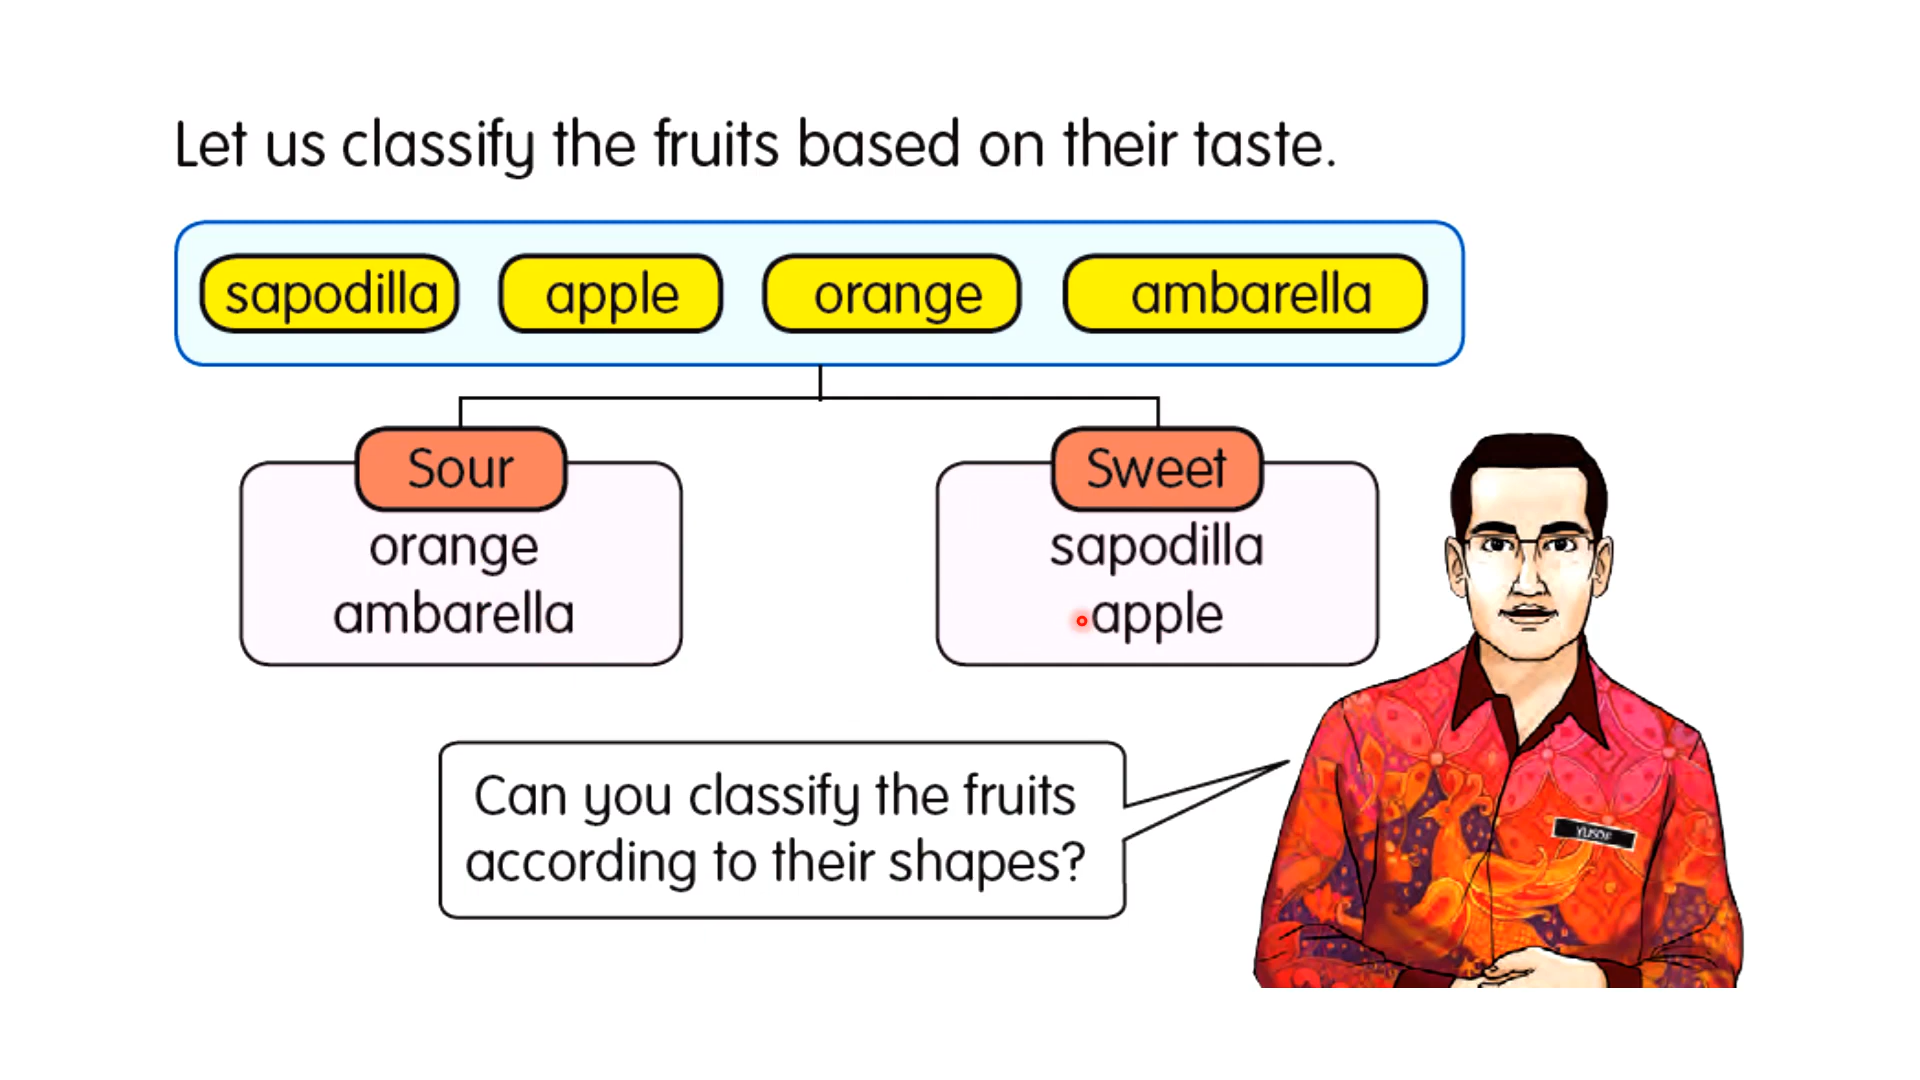 Let us classify the fruits based on their taste.
sapodilla apple orange ambarella
Sour
orange
ambarella
Sweet
sapodilla
apple
Can you classify the fruits
according to their shapes?